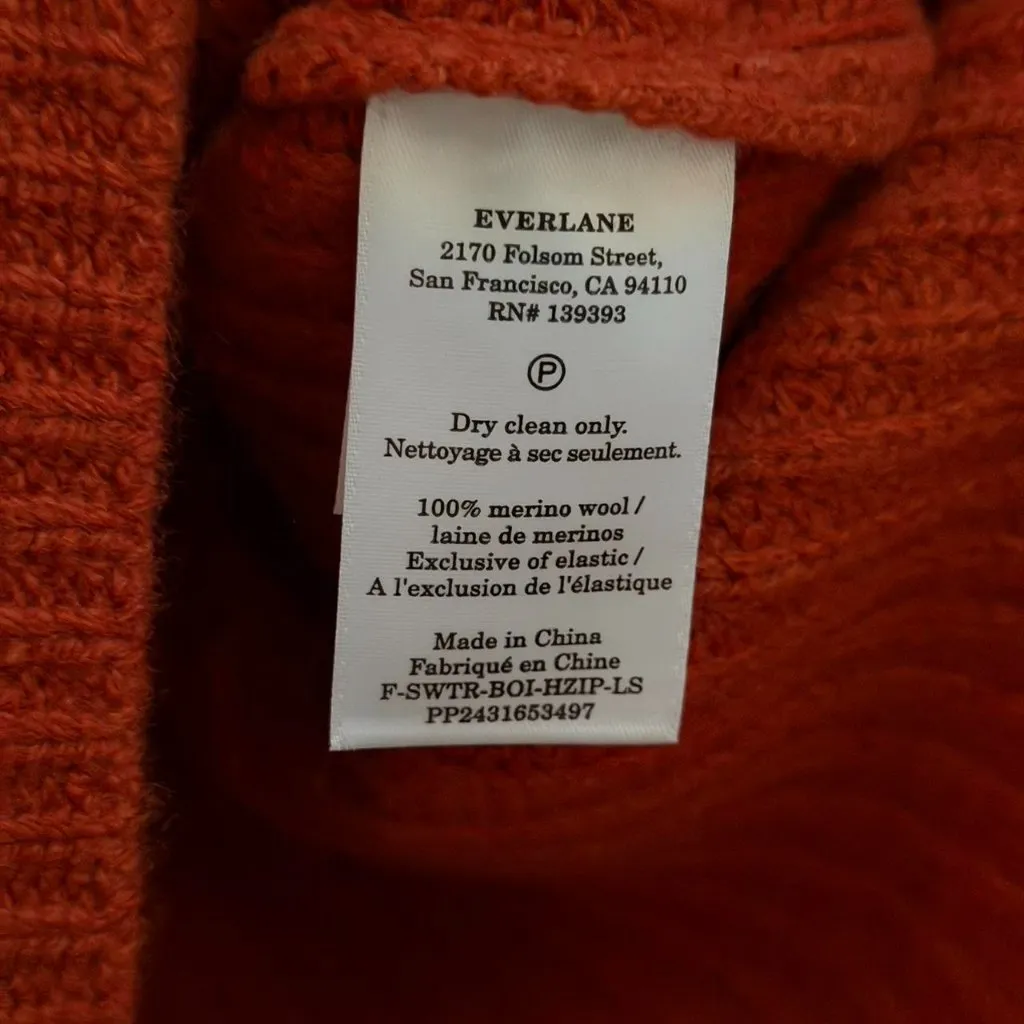 EVERLANE
2170 Folsom Street,
San Francisco, CA 94110
RN# 139393
P
Dry clean only.
Nettoyage à sec seulement.
100% merino wool /
laine de merinos
Exclusive of elastic /
A l'exclusion de l'élastique
Made in China
Fabriqué en Chine
F-SWTR-BOI-HZIP-LS
PP2431653497